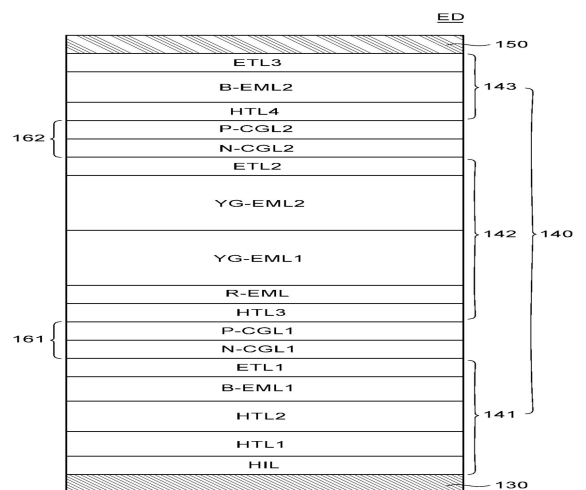 ED
150
ETL3
B-EML2
143
HTL4
162
P-CGL2
N-CGL2
ETL2
YG-EML2
142
140
YG-EML1
R-EML
HTL3
161
P-CGL1
N-CGL1
ETL1
B-EML1
HTL2
141
HTL1
HIL
130